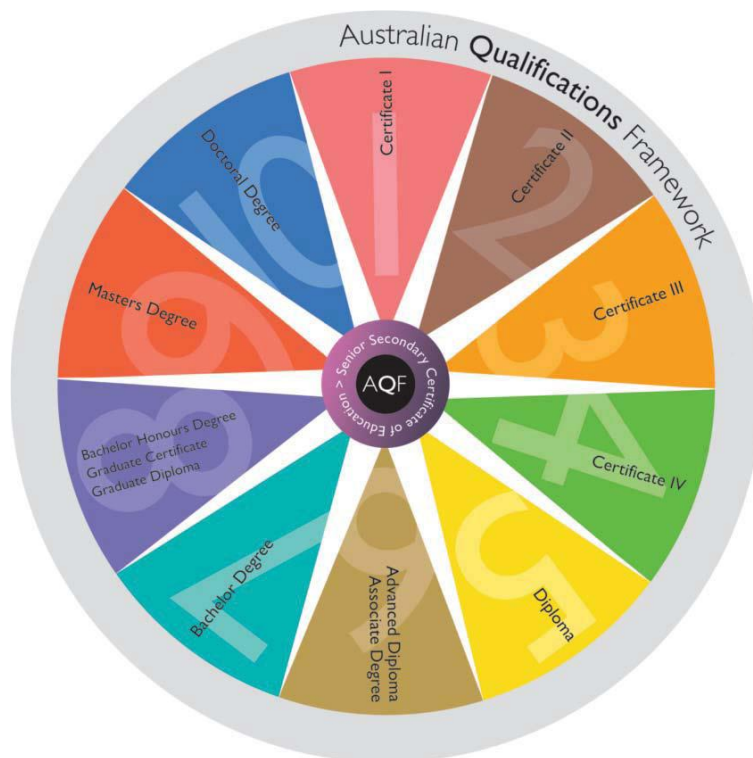 Australian Qualifications Framework
1
Certificate I
2
Certificate II
3
Certificate III
4
Certificate IV
5
Diploma
6
Advanced Diploma
Associate Degree
7
Bachelor Degree
8
Bachelor Honours Degree
Graduate Certificate
Graduate Diploma
9
Masters Degree
10
Doctoral Degree
Senior Secondary Certificate of Education <
AQF